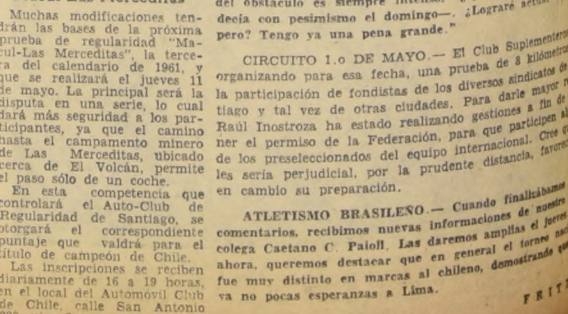 Muchas modificaciones ten-
drán las bases de la próxima
prueba de regularidad "Ma-
cul-Las Merceditas", la terce-
ra del calendario de 1961, y
que se realizará el jueves 11
de mayo. La principal será la
disputa en una serie, lo cual
dará más seguridad a los par-
ticipantes, ya que el camino
hasta el campamento minero
de Las Merceditas, ubicado
cerca de El Volcán, permite
el paso sólo de un coche.
En esta competencia que
controlará el Auto-Club de
Regularidad de Santiago, se
otorgará el correspondiente
puntaje que valdrá para el
título de campeón de Chile.
Las inscripciones se reciben
diariamente de 16 a 19 horas,
en el local del Automóvil Club
de Chile, calle San Antonio
del obstáculo es siempre
decía con pesimismo el domingo—. ¿Lograré
pero? Tengo ya una pena grande."
CIRCUITO 1.o DE MAYO.— El Club Suplementeros
organizando para esa fecha, una prueba de 8 kilómetros
la participación de fondistas de los diversos sindicatos de
tiago y tal vez de otras ciudades. Para darle mayor
Raúl Inostroza ha estado realizando gestiones a fin de
ner el permiso de la Federación, para que participen
de los preseleccionados del equipo internacional. Cree
les sería perjudicial, por la prudente distancia,
en cambio su preparación.
ATLETISMO BRASILEÑO.— Cuando finalizábamos
comentarios, recibimos nuevas informaciones de nuestro
colega Caetano C. Paioli. Las daremos amplias el jueves
ahora, queremos destacar que en general el torneo
fue muy distinto en marcas al chileno, demostrando
va no pocas esperanzas a Lima.